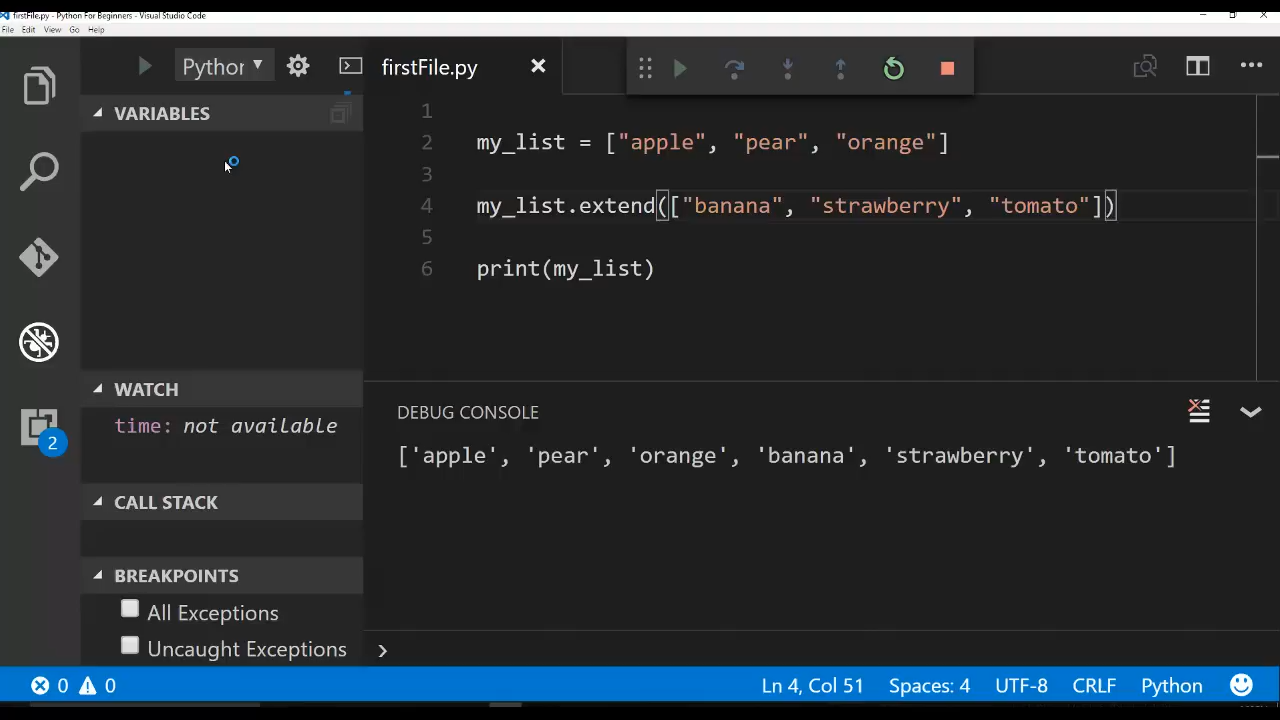 firstFile.py - Python For Beginners - Visual Studio Code
File Edit View Go Help
Python
firstFile.py
VARIABLES
1
2 my_list = ["apple", "pear", "orange"]
3
4 my_list.extend(["banana", "strawberry", "tomato"])
5
6 print(my_list)
WATCH
time: not available
CALL STACK
BREAKPOINTS
All Exceptions
Uncaught Exceptions
2
DEBUG CONSOLE
['apple', 'pear', 'orange', 'banana', 'strawberry', 'tomato']
0 0 Ln 4, Col 51 Spaces: 4 UTF-8 CRLF Python